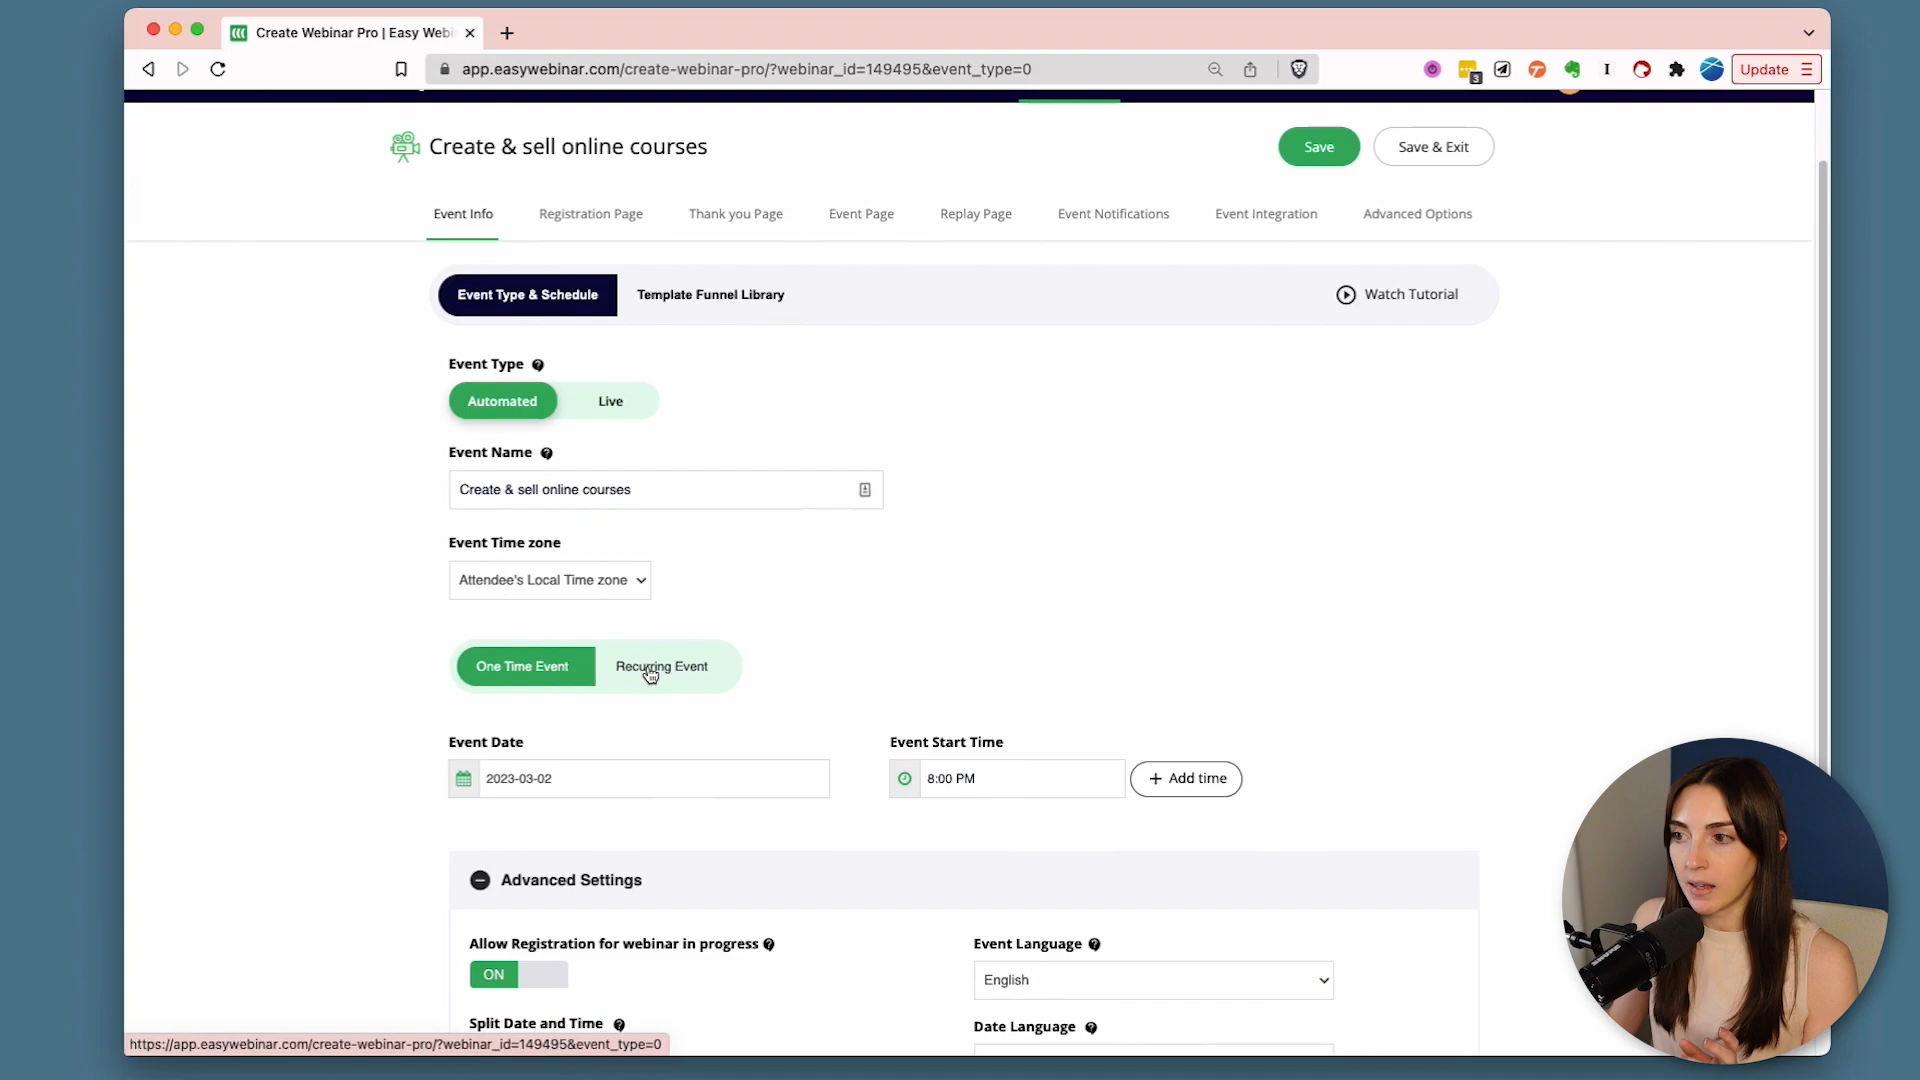 Create Webinar Pro | Easy Webi
app.easywebinar.com/create-webinar-pro/?webinar_id=149495&event_type=0
3
Update
Create & sell online courses
Save
Save & Exit
Event Info
Registration Page
Thank you Page
Event Page
Replay Page
Event Notifications
Event Integration
Advanced Options
Event Type & Schedule
Template Funnel Library
Watch Tutorial
Event Type
Automated
Live
Event Name
Create & sell online courses
Event Time zone
Attendee's Local Time zone
One Time Event
Recurring Event
Event Date
Event Start Time
2023-03-02
8:00 PM
+ Add time
Advanced Settings
Allow Registration for webinar in progress
Event Language
ON
English
Split Date and Time
Date Language
https://app.easywebinar.com/create-webinar-pro/?webinar_id=149495&event_type=0